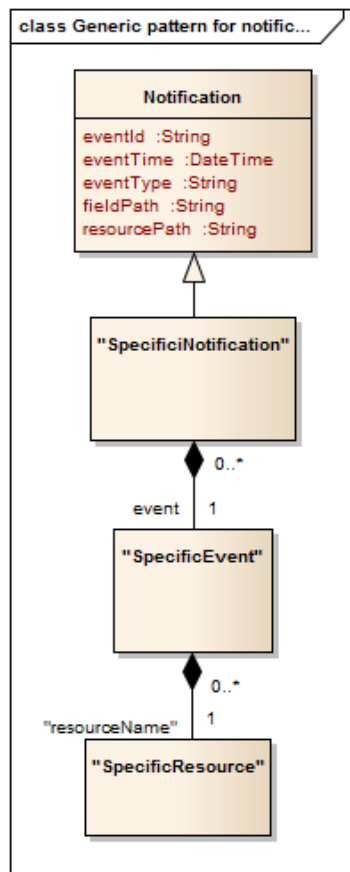 class Generic pattern for notific...
Notification
eventId :String
eventTime :DateTime
eventType :String
fieldPath :String
resourcePath :String
"SpecificiNotification"
0..*
event 1
"SpecificEvent"
0..*
"resourceName" 1
"SpecificResource"